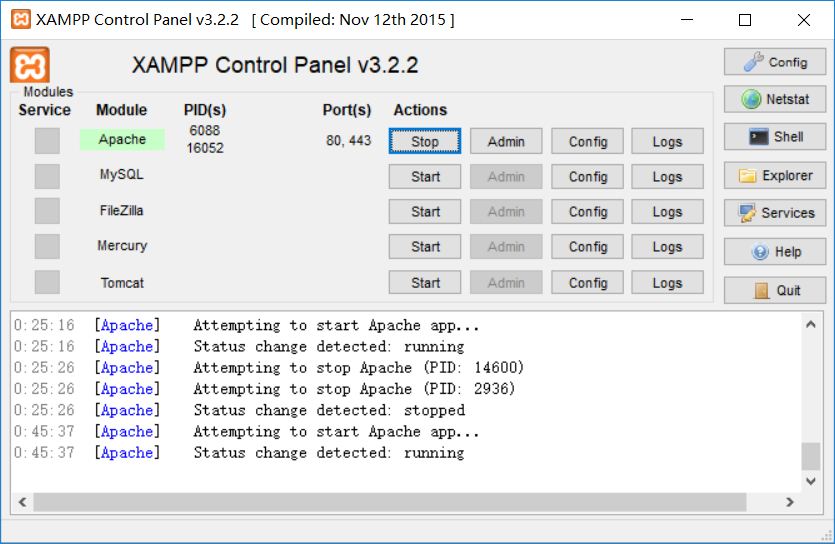 XAMPP Control Panel v3.2.2 [ Compiled: Nov 12th 2015 ]
XAMPP Control Panel v3.2.2
Config
Modules
Service Module PID(s) Port(s) Actions
Netstat
Apache 6088 16052 80, 443 Stop Admin Config Logs
Shell
MySQL Start Admin Config Logs
Explorer
FileZilla Start Admin Config Logs
Services
Mercury Start Admin Config Logs
Help
Tomcat Start Admin Config Logs
Quit
0:25:16 [Apache] Attempting to start Apache app...
0:25:16 [Apache] Status change detected: running
0:25:26 [Apache] Attempting to stop Apache (PID: 14600)
0:25:26 [Apache] Attempting to stop Apache (PID: 2936)
0:25:26 [Apache] Status change detected: stopped
0:45:37 [Apache] Attempting to start Apache app...
0:45:37 [Apache] Status change detected: running